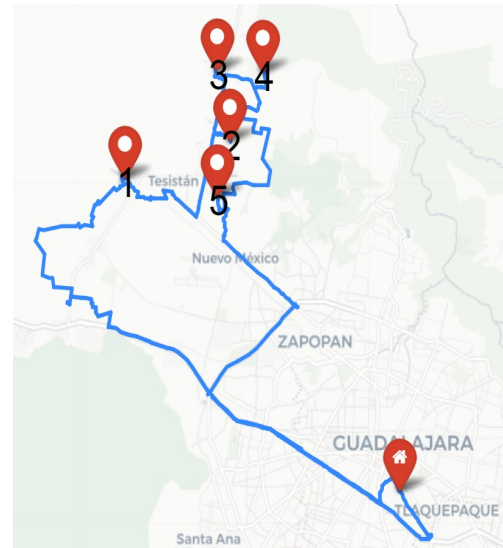 3
4
2
1
Tesistán
5
Nuevo México
ZAPOPAN
GUADALAJARA
TLAQUEPAQUE
Santa Ana